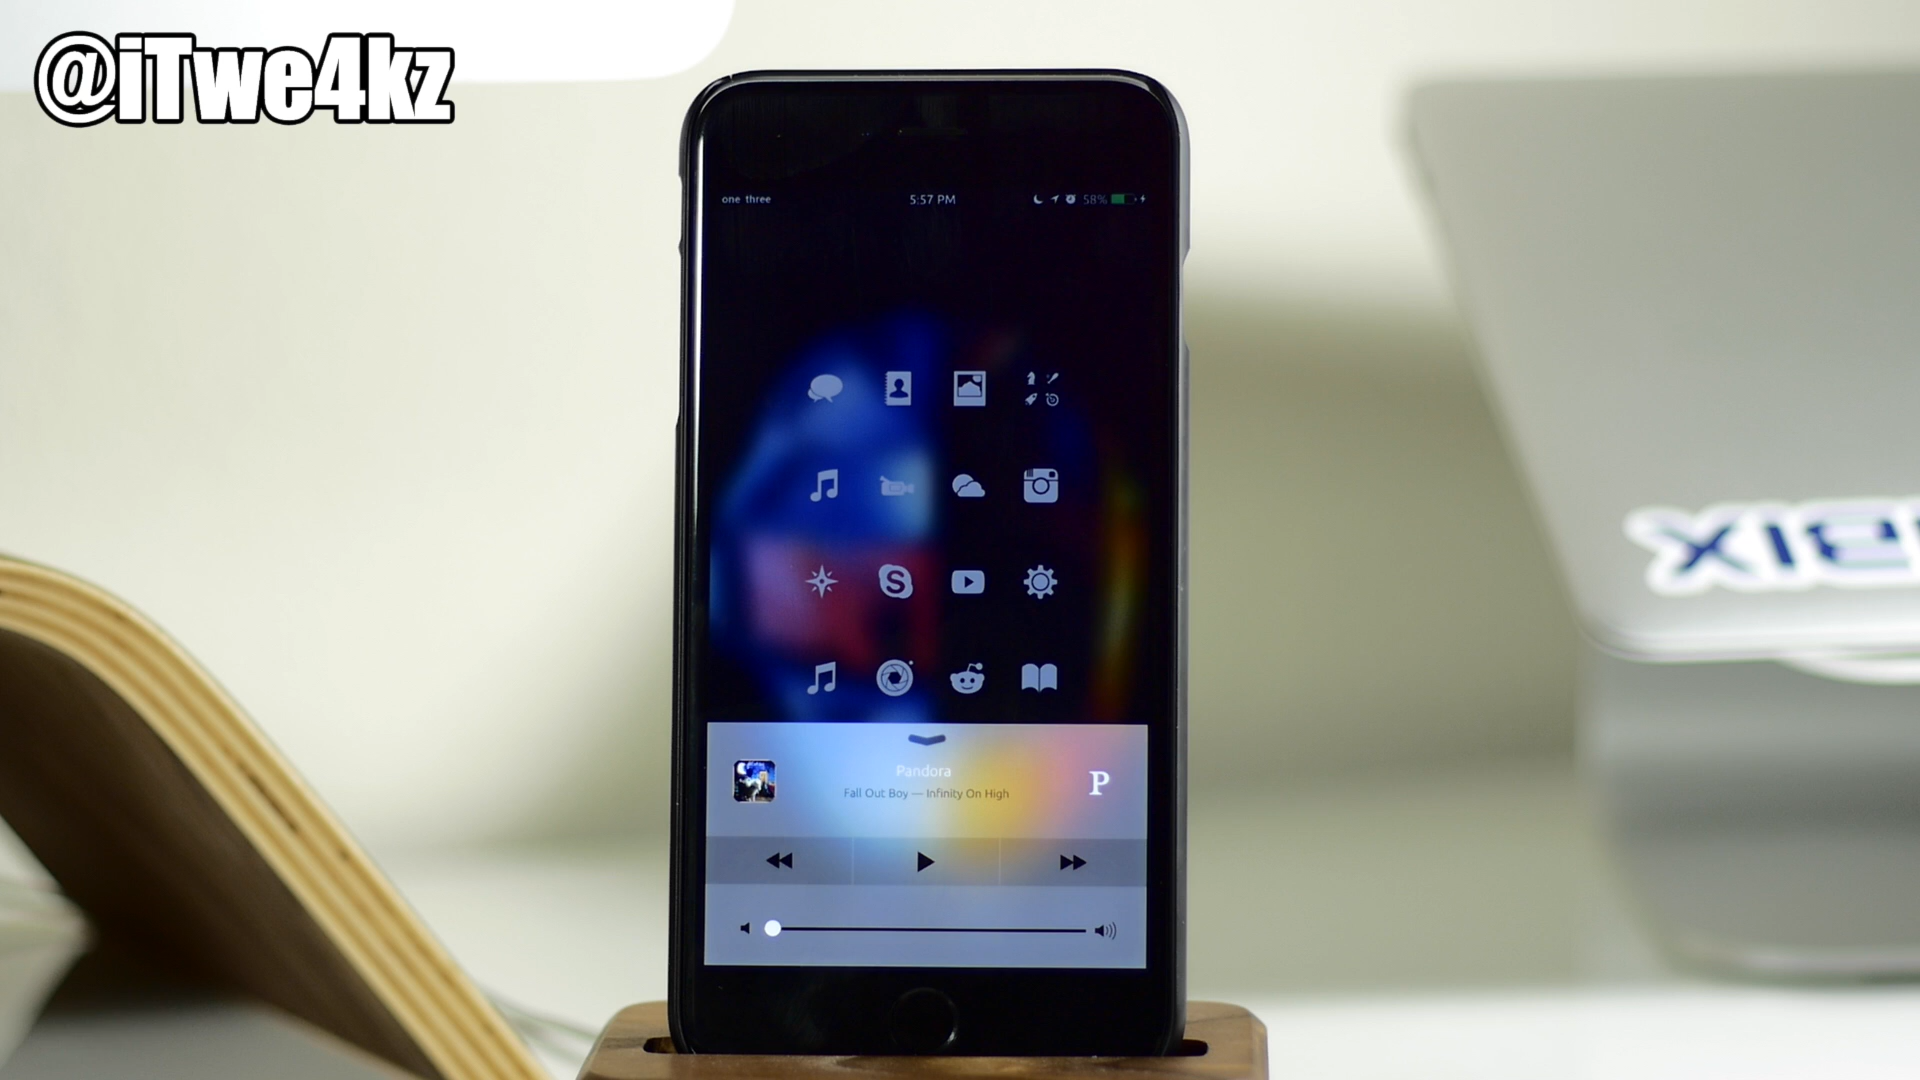 @iTwe4kz
one three
5:57 PM
58%
Pandora
Fall Out Boy — Infinity On High
P